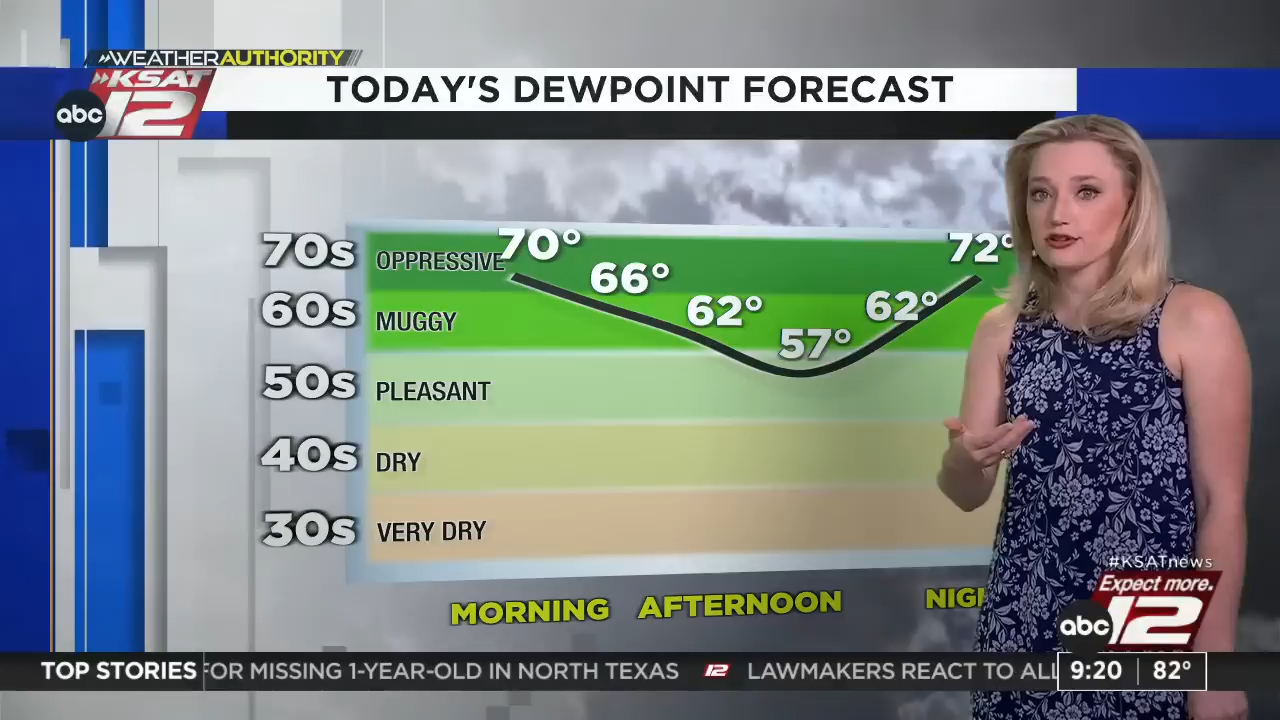 WEATHERAUTHORITY
KSAT
abc 12
TODAY'S DEWPOINT FORECAST
70s OPPRESSIVE 70° 72°
66°
60s MUGGY 62° 62°
57°
50s PLEASANT
40s DRY
30s VERY DRY
MORNING AFTERNOON NIGH
#KSATnews
Expect more.
abc 12
TOP STORIES FOR MISSING 1-YEAR-OLD IN NORTH TEXAS 12 LAWMAKERS REACT TO ALL 9:20 82°